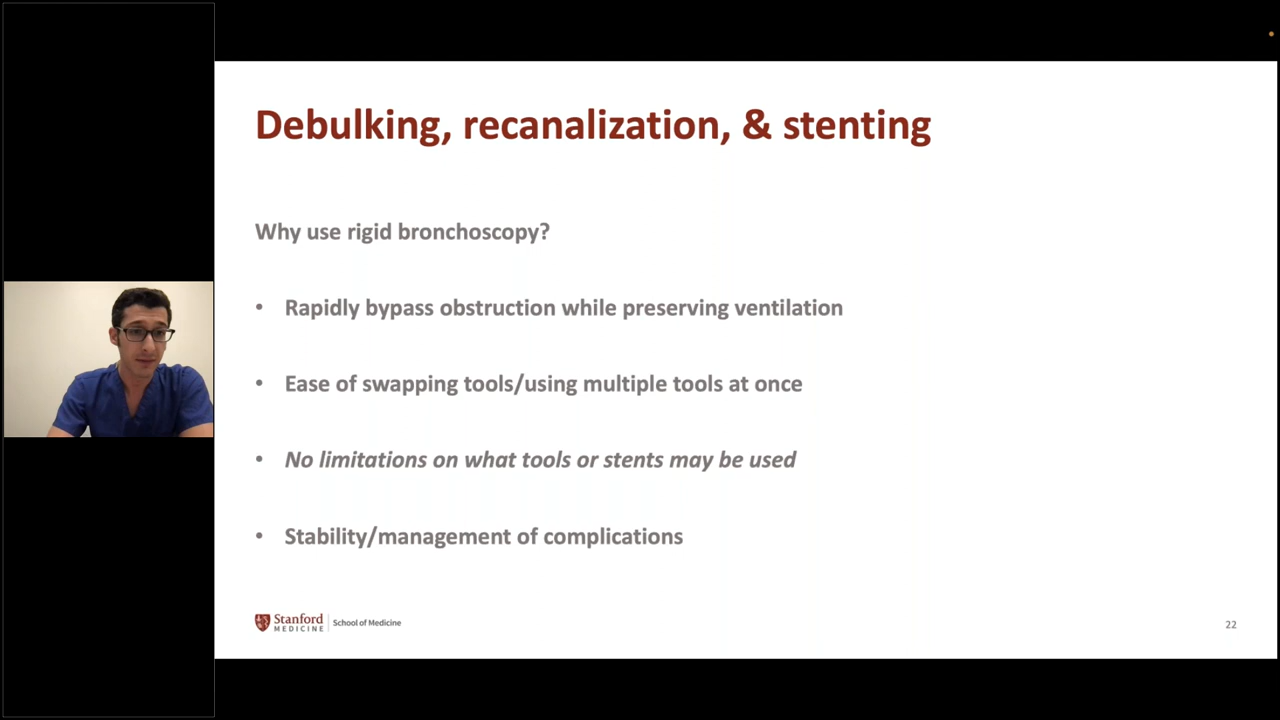 Debulking, recanalization, & stenting
Why use rigid bronchoscopy?
• Rapidly bypass obstruction while preserving ventilation
• Ease of swapping tools/using multiple tools at once
• No limitations on what tools or stents may be used
• Stability/management of complications
Stanford MEDICINE School of Medicine
22